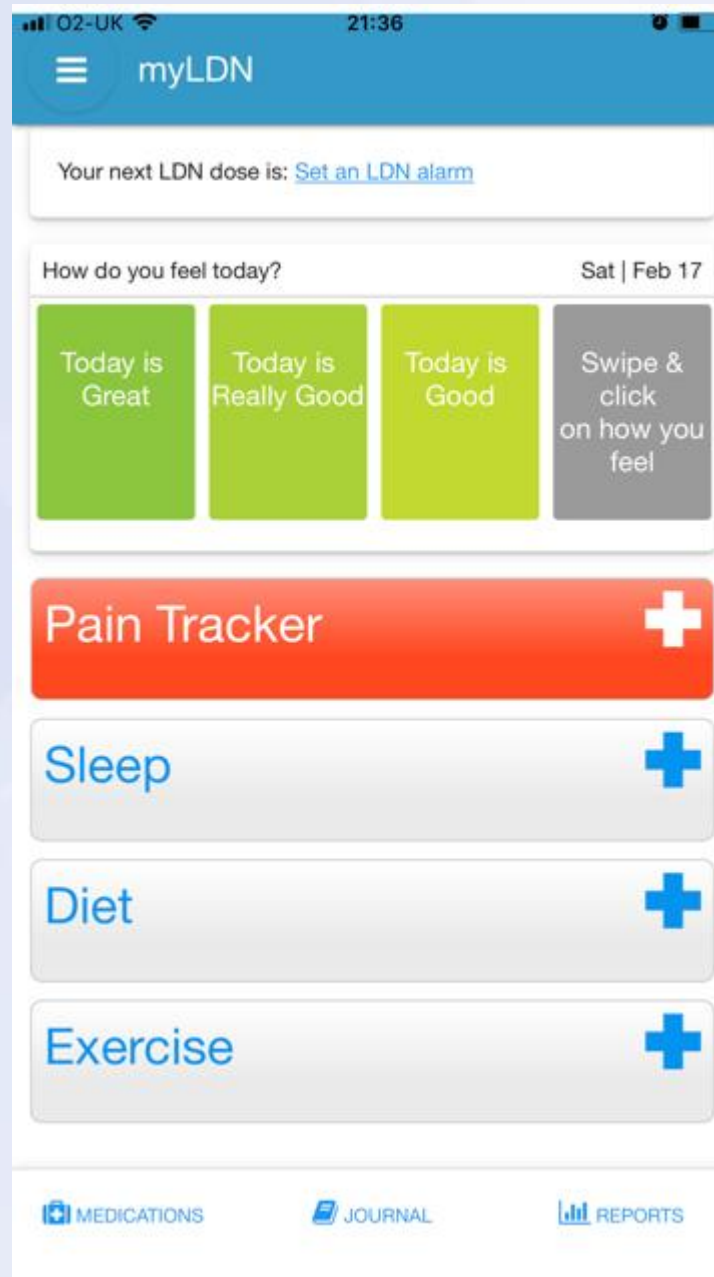 O2-UK 21:36
myLDN
Your next LDN dose is: Set an LDN alarm
How do you feel today? Sat | Feb 17
Today is
Great
Today is
Really Good
Today is
Good
Swipe &
click
on how you
feel
Pain Tracker
Sleep
Diet
Exercise
MEDICATIONS JOURNAL REPORTS